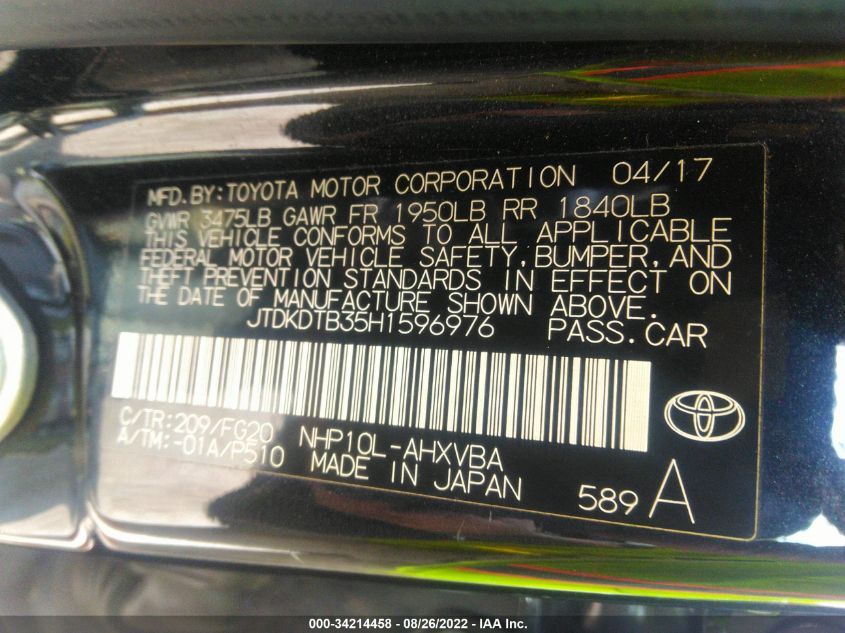 MFD. BY: TOYOTA MOTOR CORPORATION 04/17
GVWR 3475LB GAWR FR 1950LB RR 1840LB
THIS VEHICLE CONFORMS TO ALL APPLICABLE
FEDERAL MOTOR VEHICLE SAFETY, BUMPER, AND
THEFT PREVENTION STANDARDS IN EFFECT ON
THE DATE OF MANUFACTURE SHOWN ABOVE.
JTDKDTB35H1596976 PASS. CAR
C/TR: 209/FG20 NHP10L-AHXVBA
A/TM: -01A/P510 MADE IN JAPAN
589 A
000-34214458 - 08/26/2022 - IAA Inc.